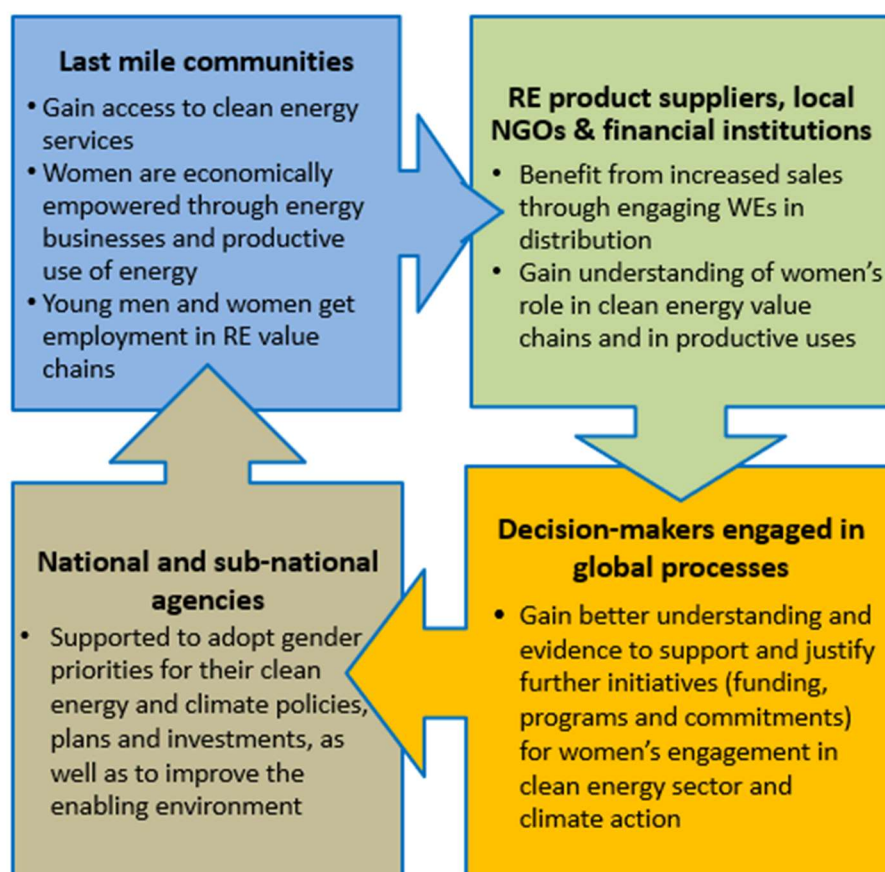 Last mile communities
• Gain access to clean energy
services
• Women are economically
empowered through energy
businesses and productive
use of energy
• Young men and women get
employment in RE value
chains
RE product suppliers, local
NGOs & financial institutions
• Benefit from increased sales
through engaging WEs in
distribution
• Gain understanding of women’s
role in clean energy value
chains and in productive uses
National and sub-national
agencies
• Supported to adopt gender
priorities for their clean
energy and climate policies,
plans and investments, as
well as to improve the
enabling environment
Decision-makers engaged in
global processes
• Gain better understanding and
evidence to support and justify
further initiatives (funding,
programs and commitments)
for women’s engagement in
clean energy sector and
climate action